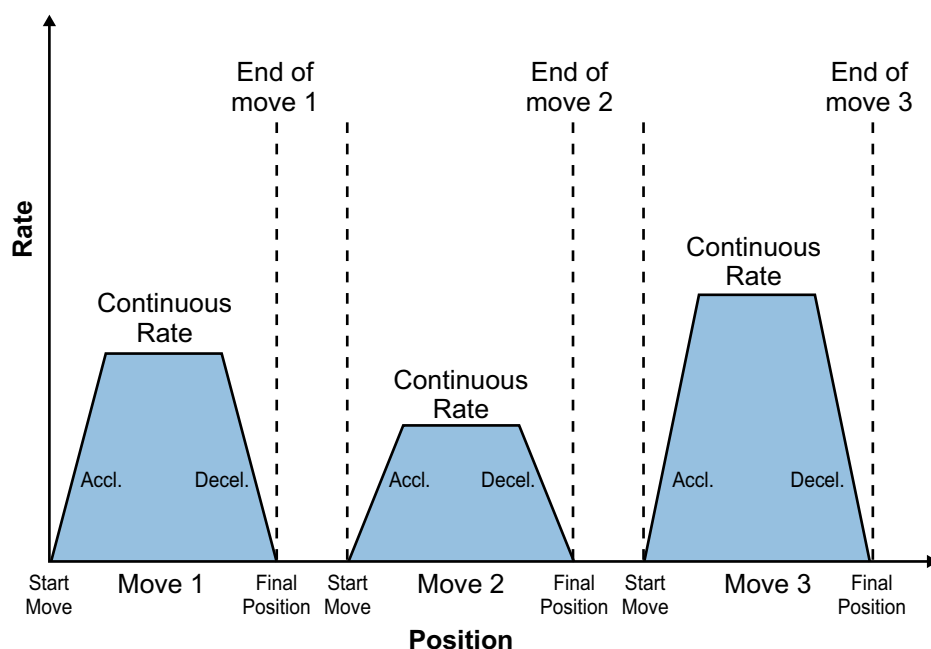 End of
move 1
End of
move 2
End of
move 3
Rate
Continuous
Rate
Continuous
Rate
Continuous
Rate
Accl.
Decel.
Accl.
Decel.
Accl.
Decel.
Start
Move
Move 1
Final
Position
Start
Move
Move 2
Final
Position
Start
Move
Move 3
Final
Position
Position